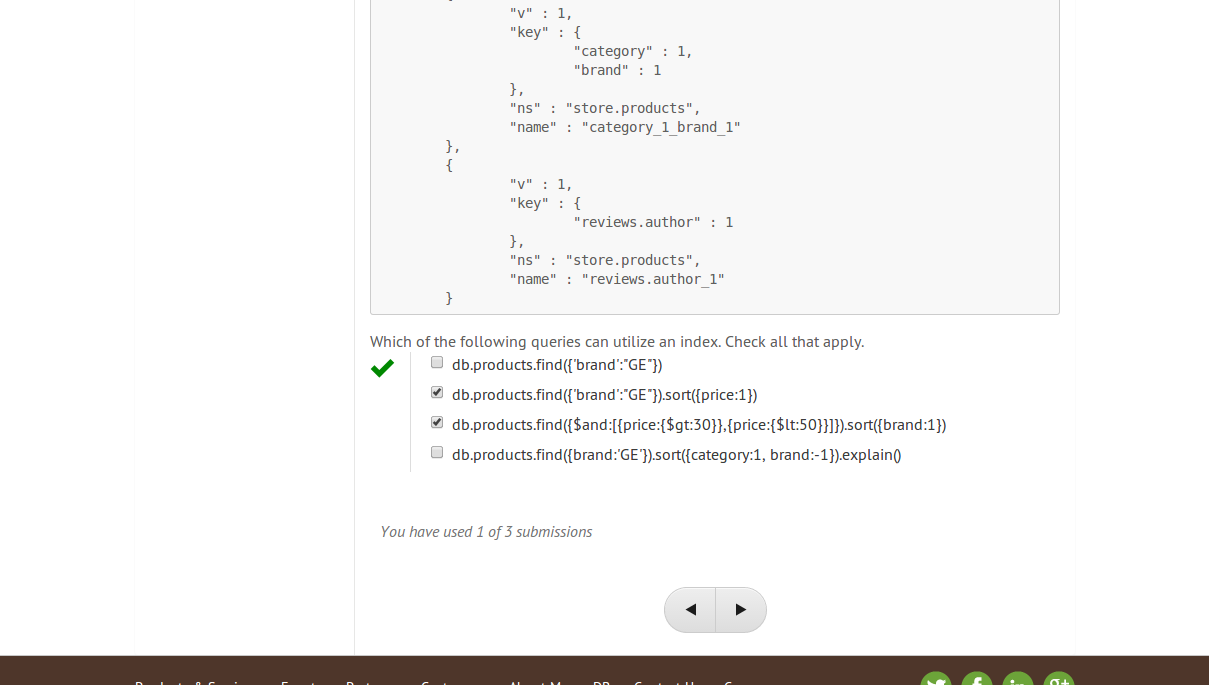 "v" : 1,
"key" : {
"category" : 1,
"brand" : 1
},
"ns" : "store.products",
"name" : "category_1_brand_1"
},
{
"v" : 1,
"key" : {
"reviews.author" : 1
},
"ns" : "store.products",
"name" : "reviews.author_1"
}
Which of the following queries can utilize an index. Check all that apply.
db.products.find({'brand':"GE"})
db.products.find({'brand':"GE"}).sort({price:1})
db.products.find({$and:[{price:{$gt:30}},{price:{$lt:50}}]}).sort({brand:1})
db.products.find({brand:'GE'}).sort({category:1, brand:-1}).explain()
You have used 1 of 3 submissions